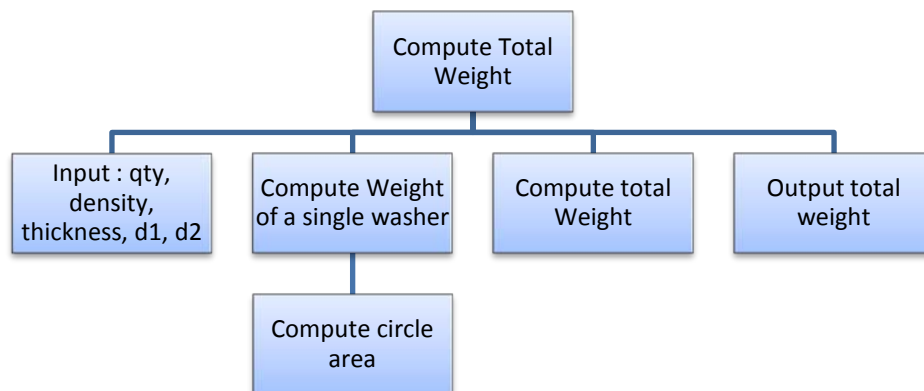 Compute Total
Weight
Input : qty,
density,
thickness, d1, d2
Compute Weight
of a single washer
Compute total
Weight
Output total
weight
Compute circle
area